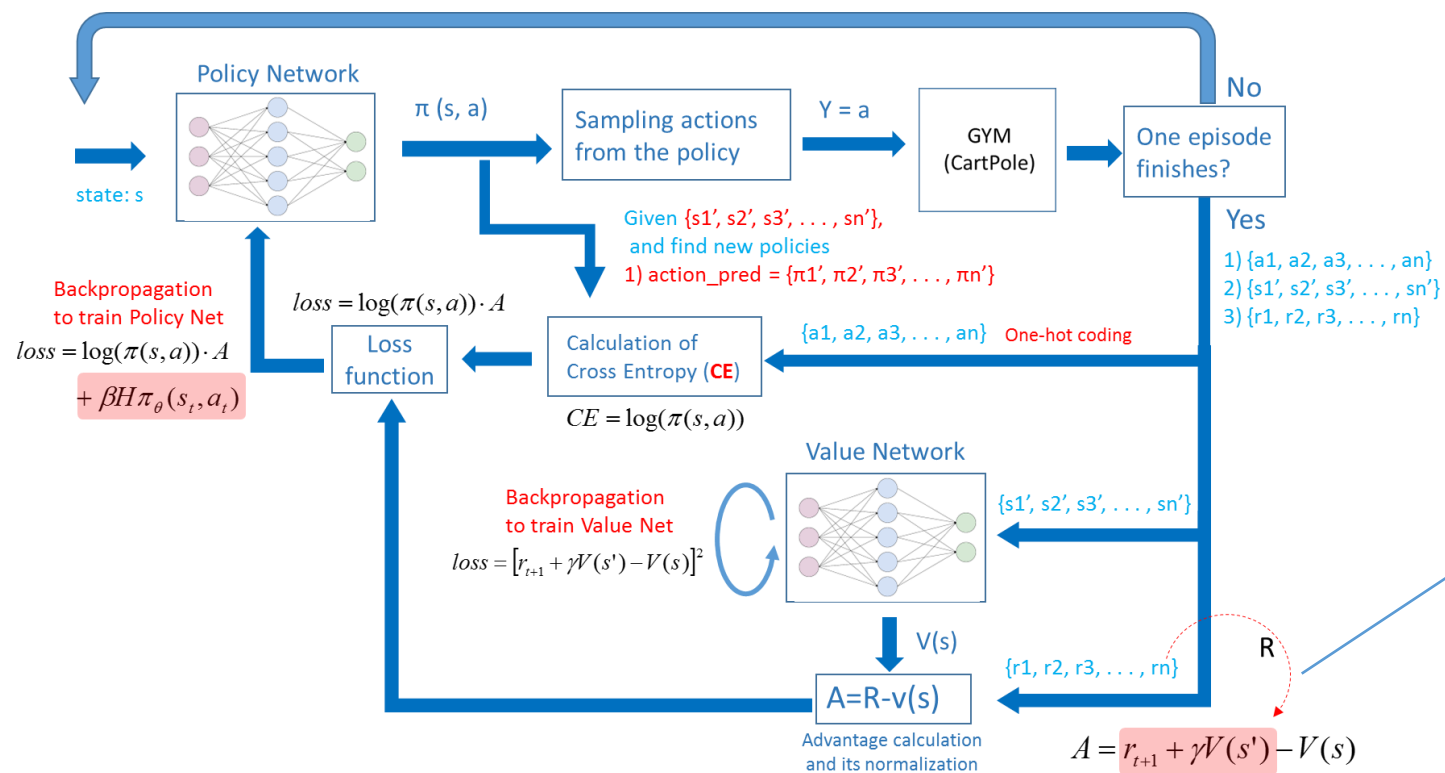 Policy Network
No
π (s, a)
Y = a
Sampling actions
from the policy
GYM
(CartPole)
One episode
finishes?
state: s
Yes
Given {s1’, s2’, s3’, . . . , sn’},
and find new policies
1) action_pred = {π1’, π2’, π3’, . . . , πn’}
1) {a1, a2, a3, . . . , an}
2) {s1’, s2’, s3’, . . . , sn’}
3) {r1, r2, r3, . . . , rn}
Backpropagation
to train Policy Net
loss = log(π(s,a))· A
+ βHπ_θ(s_t, a_t)
loss = log(π(s,a))· A
Loss
function
Calculation of
Cross Entropy (CE)
CE = log(π(s,a))
{a1, a2, a3, . . . , an} One-hot coding
Value Network
Backpropagation
to train Value Net
loss = [r_{t+1} + γV(s') − V(s)]²
{s1’, s2’, s3’, . . . , sn’}
V(s)
{r1, r2, r3, . . . , rn}
R
A=R-v(s)
Advantage calculation
and its normalization
A = r_{t+1} + γV(s') − V(s)